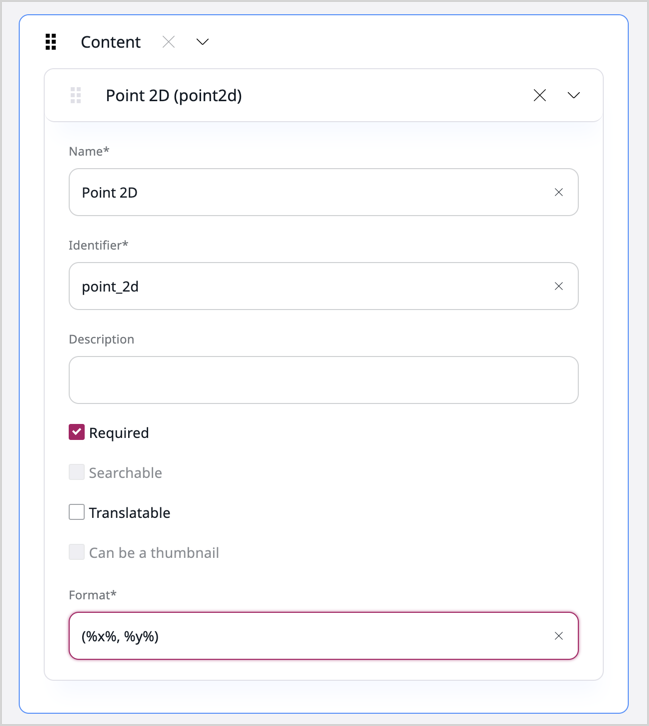 Content
Point 2D (point2d)
Name*
Point 2D
Identifier*
point_2d
Description
Required
Searchable
Translatable
Can be a thumbnail
Format*
(%x%, %y%)